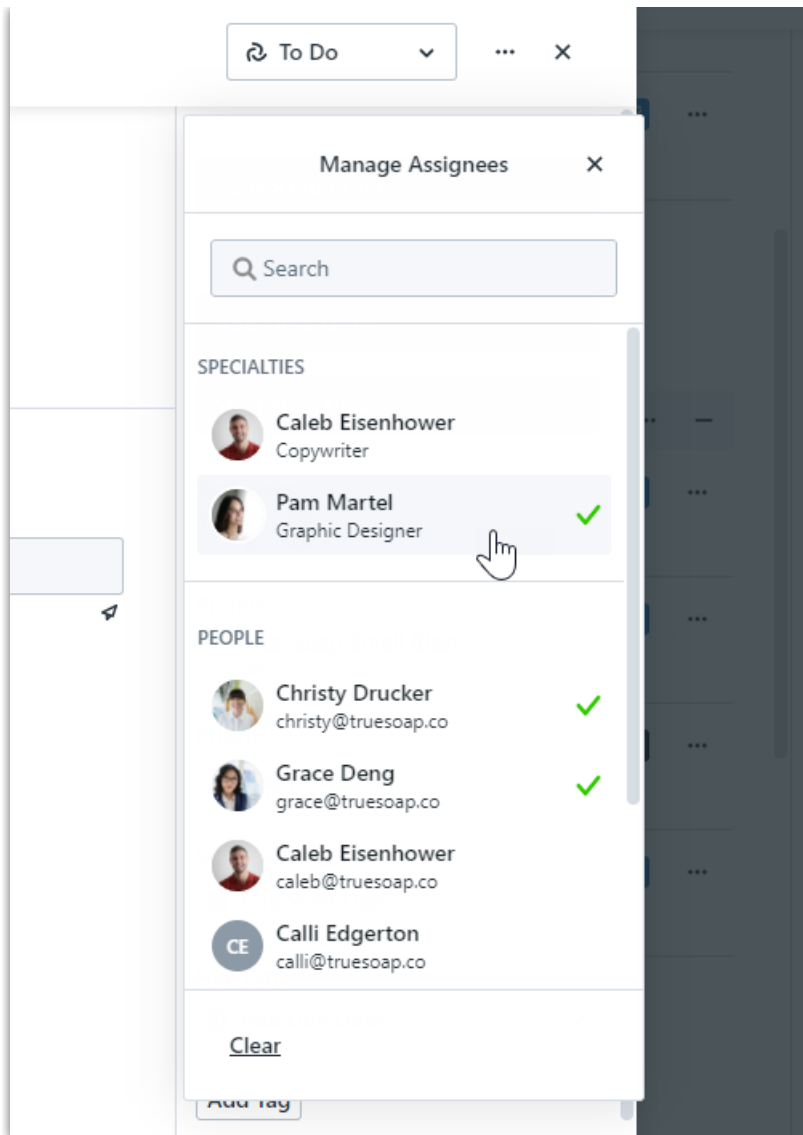 To Do
Manage Assignees
Search
SPECIALTIES
Caleb Eisenhower
Copywriter
Pam Martel
Graphic Designer
PEOPLE
Christy Drucker
christy@truesoap.co
Grace Deng
grace@truesoap.co
Caleb Eisenhower
caleb@truesoap.co
CE
Calli Edgerton
calli@truesoap.co
Clear
Add Tag